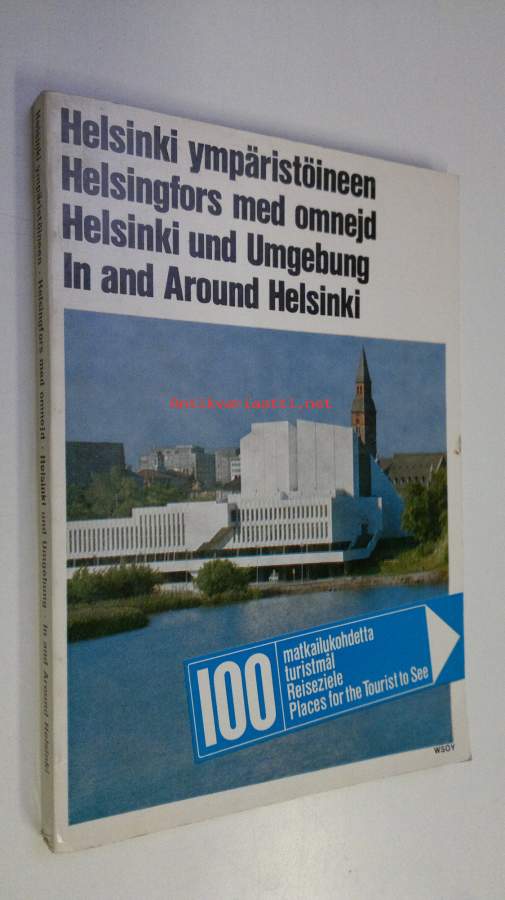 Helsinki ympäristöineen
Helsingfors med omnejd
Helsinki und Umgebung
In and Around Helsinki
Antikvariaatti.net
100
matkailukohdetta
turistmål
Reiseziele
Places for the Tourist to See
WSOY
Helsinki ympäristöineen · Helsingfors med omnejd · Helsinki und Umgebung · In and Around Helsinki